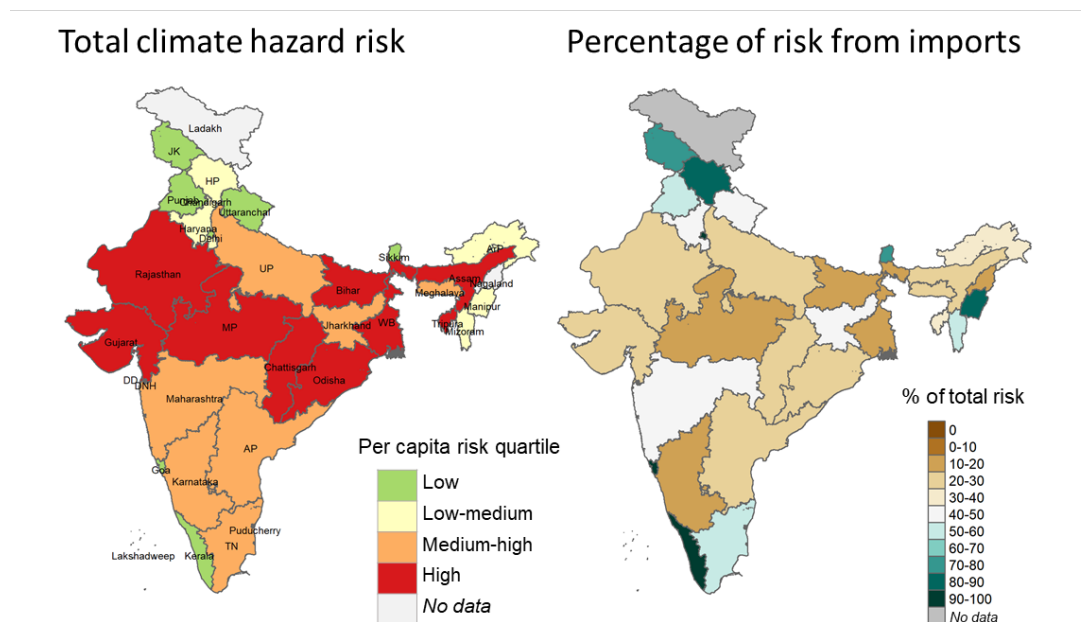 Total climate hazard risk
Percentage of risk from imports
Ladakh
JK
HP
Punjab
Chandigarh
Uttaranchal
Haryana
Delhi
Rajasthan
UP
Sikkim
ArP
Assam
Nagaland
Bihar
Meghalaya
Manipur
Jharkhand
WB
Tripura
Mizoram
MP
Gujarat
Chattisgarh
Odisha
DD
DNH
Maharashtra
AP
Goa
Karnataka
Puducherry
TN
Lakshadweep
Kerala
Per capita risk quartile
Low
Low-medium
Medium-high
High
No data
% of total risk
0
0-10
10-20
20-30
30-40
40-50
50-60
60-70
70-80
80-90
90-100
No data